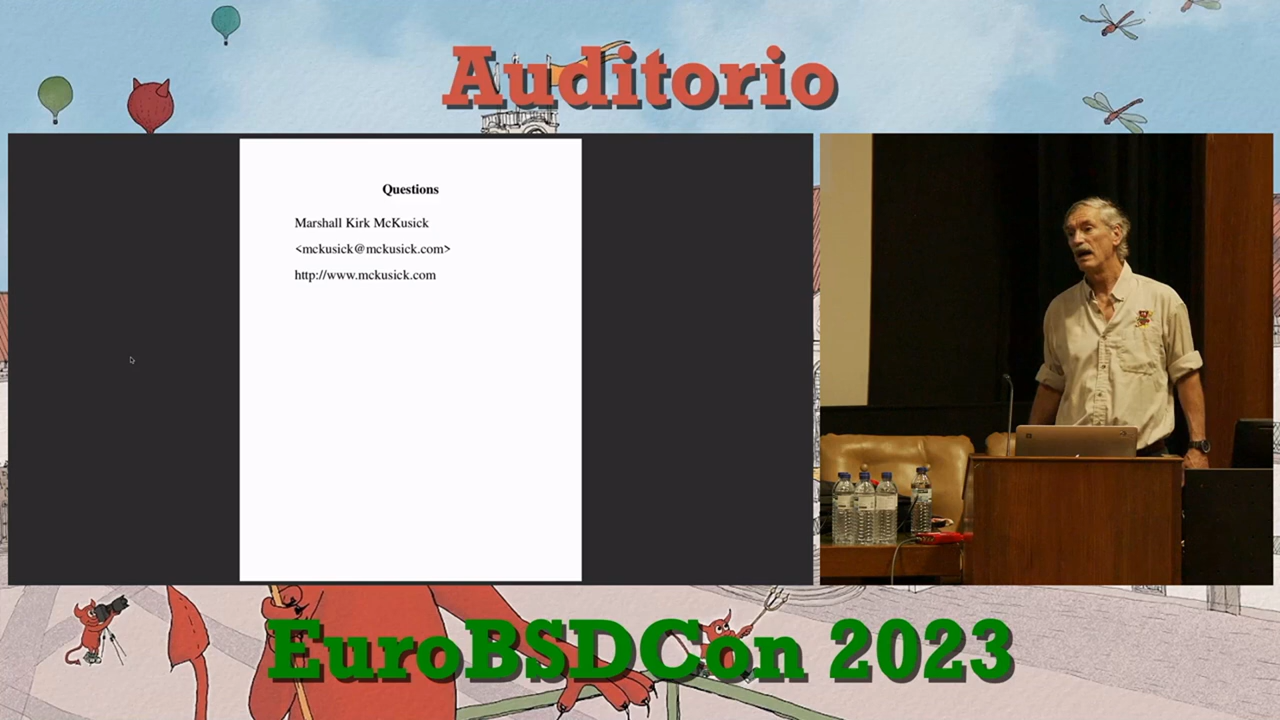 Auditorio
Questions
Marshall Kirk McKusick
<mckusick@mckusick.com>
http://www.mckusick.com
EuroBSDCon 2023